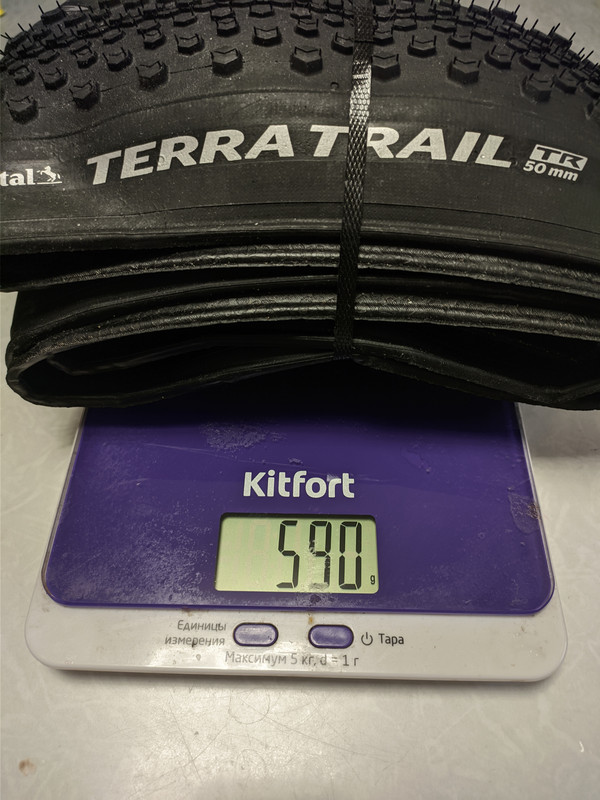 tal
TERRA TRAIL
TR
50 mm
Kitfort
590
g
Единицы
измерения
Тара
Максимум 5 кг, d = 1 г